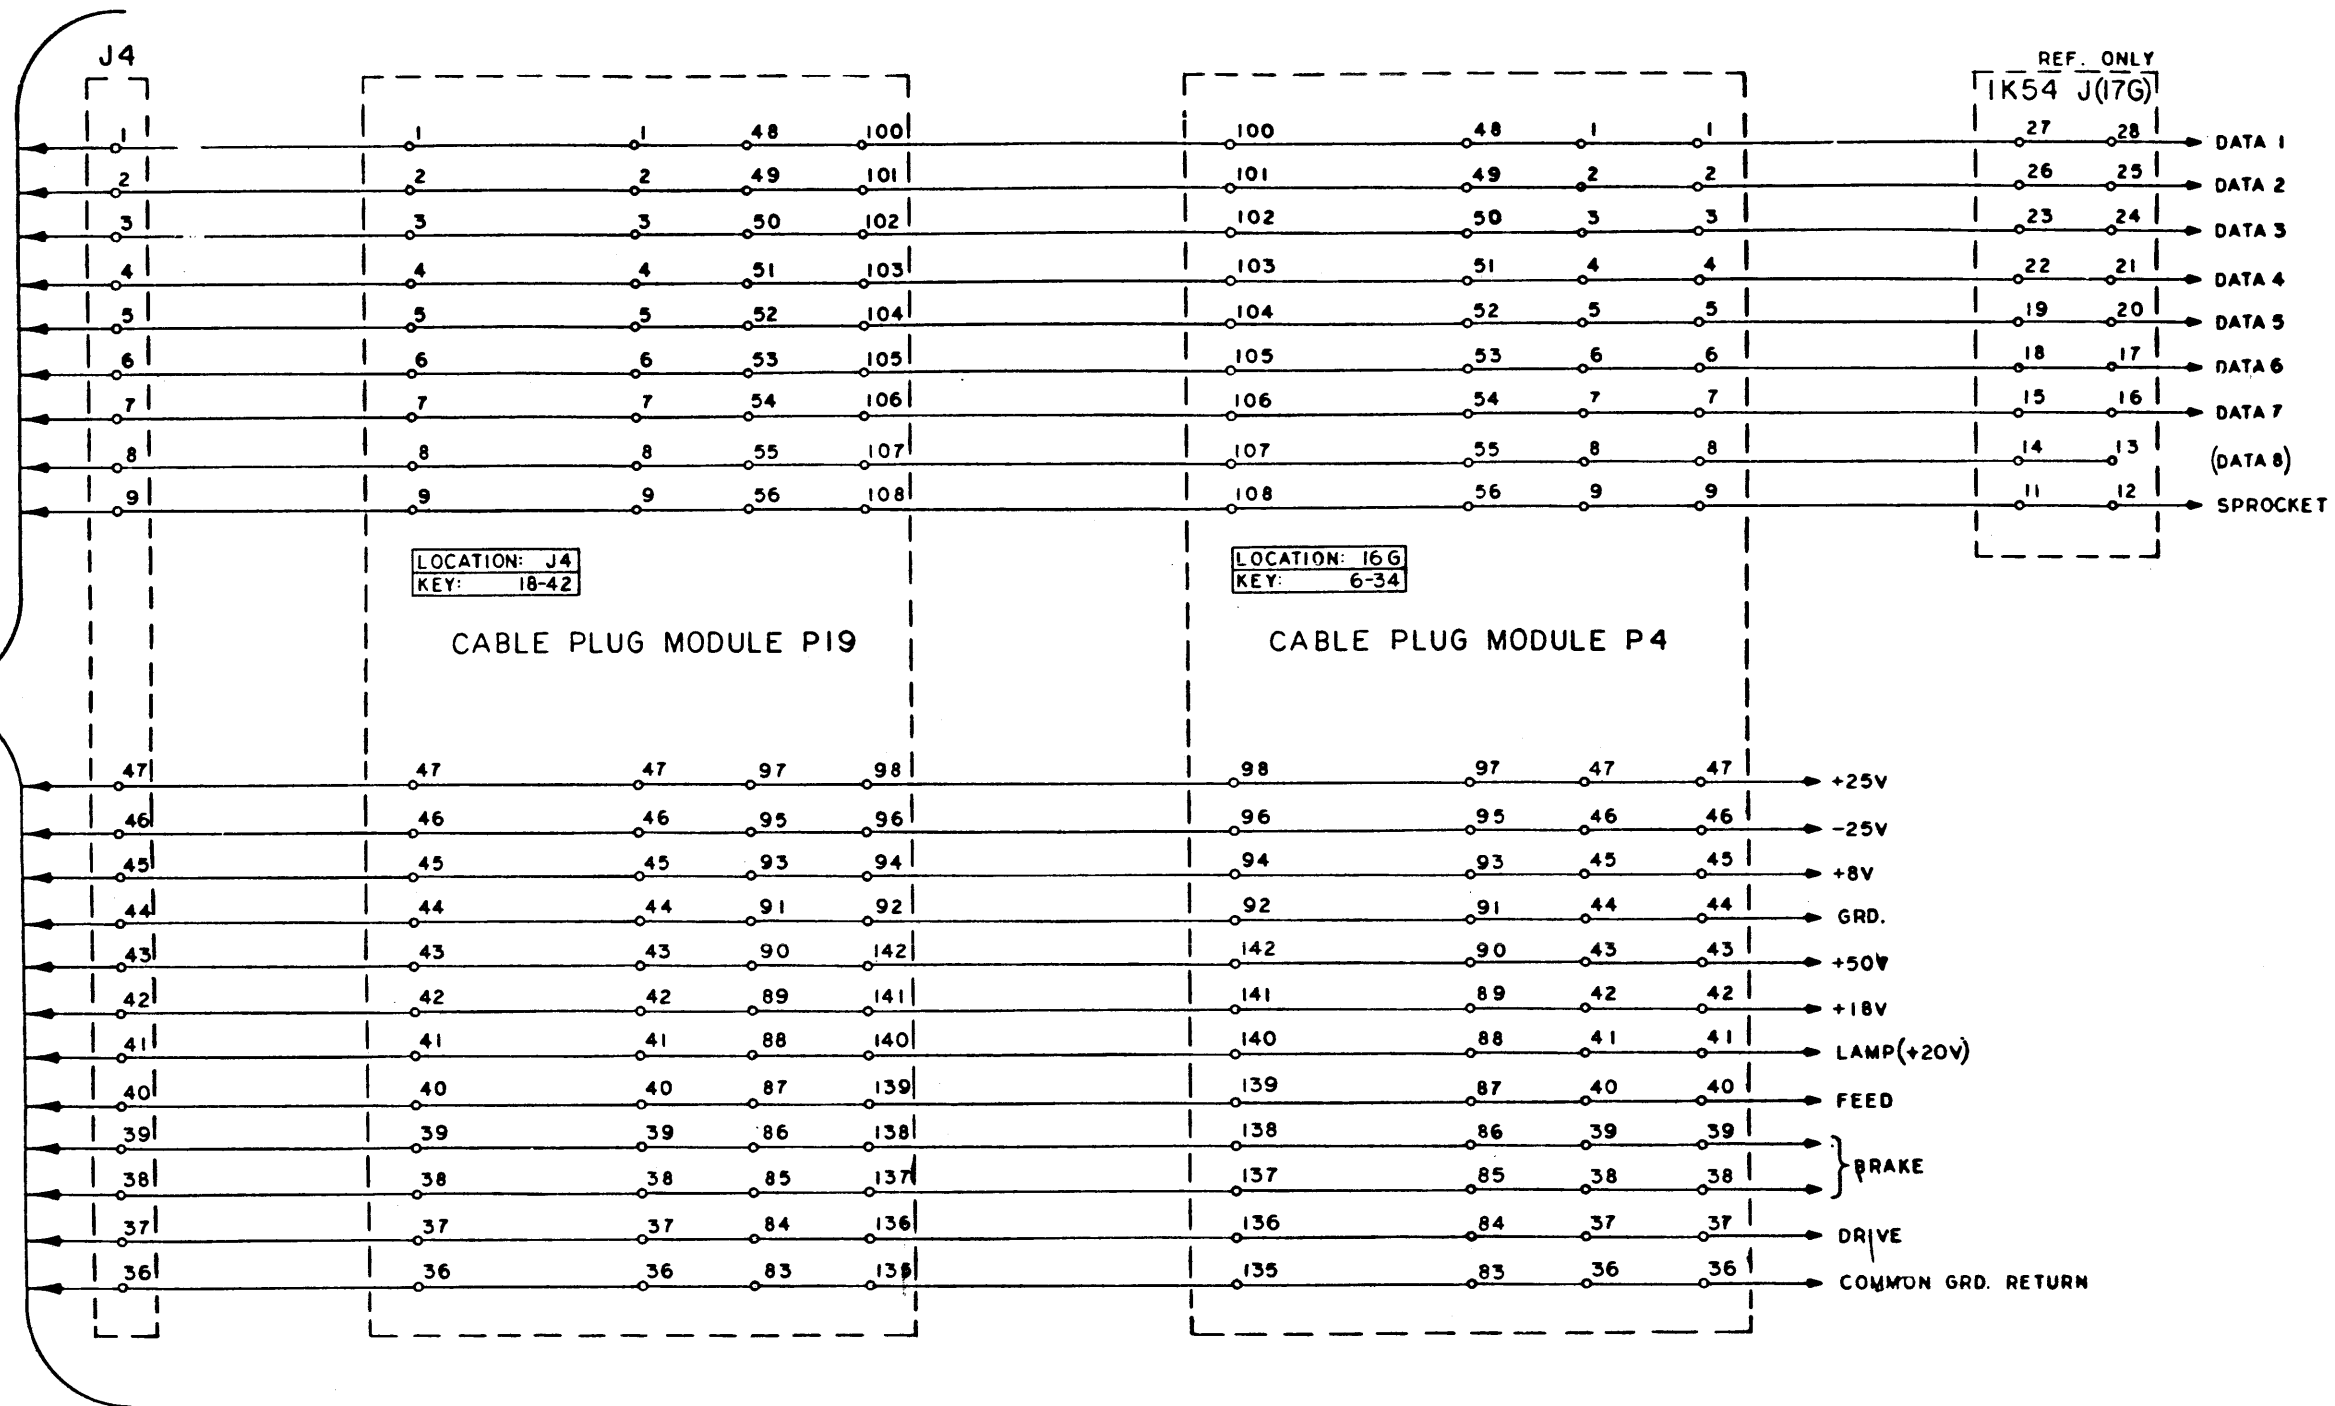 REF. ONLY
J4
1K54 J(17G)
1 1 1 48 100 100 48 1 1 27 28 DATA 1
2 2 2 49 101 101 49 2 2 26 25 DATA 2
3 3 3 50 102 102 50 3 3 23 24 DATA 3
4 4 4 51 103 103 51 4 4 22 21 DATA 4
5 5 5 52 104 104 52 5 5 19 20 DATA 5
6 6 6 53 105 105 53 6 6 18 17 DATA 6
7 7 7 54 106 106 54 7 7 15 16 DATA 7
8 8 8 55 107 107 55 8 8 14 13 (DATA 8)
9 9 9 56 108 108 56 9 9 11 12 SPROCKET
LOCATION: J4
KEY: 18-42
LOCATION: 16G
KEY: 6-34
CABLE PLUG MODULE P19
CABLE PLUG MODULE P4
47 47 47 97 98 98 97 47 47 +25V
46 46 46 95 96 96 95 46 46 -25V
45 45 45 93 94 94 93 45 45 +8V
44 44 44 91 92 92 91 44 44 GRD.
43 43 43 90 142 142 90 43 43 +50V
42 42 42 89 141 141 89 42 42 +18V
41 41 41 88 140 140 88 41 41 LAMP(+20V)
40 40 40 87 139 139 87 40 40 FEED
39 39 39 86 138 138 86 39 39
BRAKE
38 38 38 85 137 137 85 38 38
37 37 37 84 136 136 84 37 37 DRIVE
36 36 36 83 135 135 83 36 36 COMMON GRD. RETURN